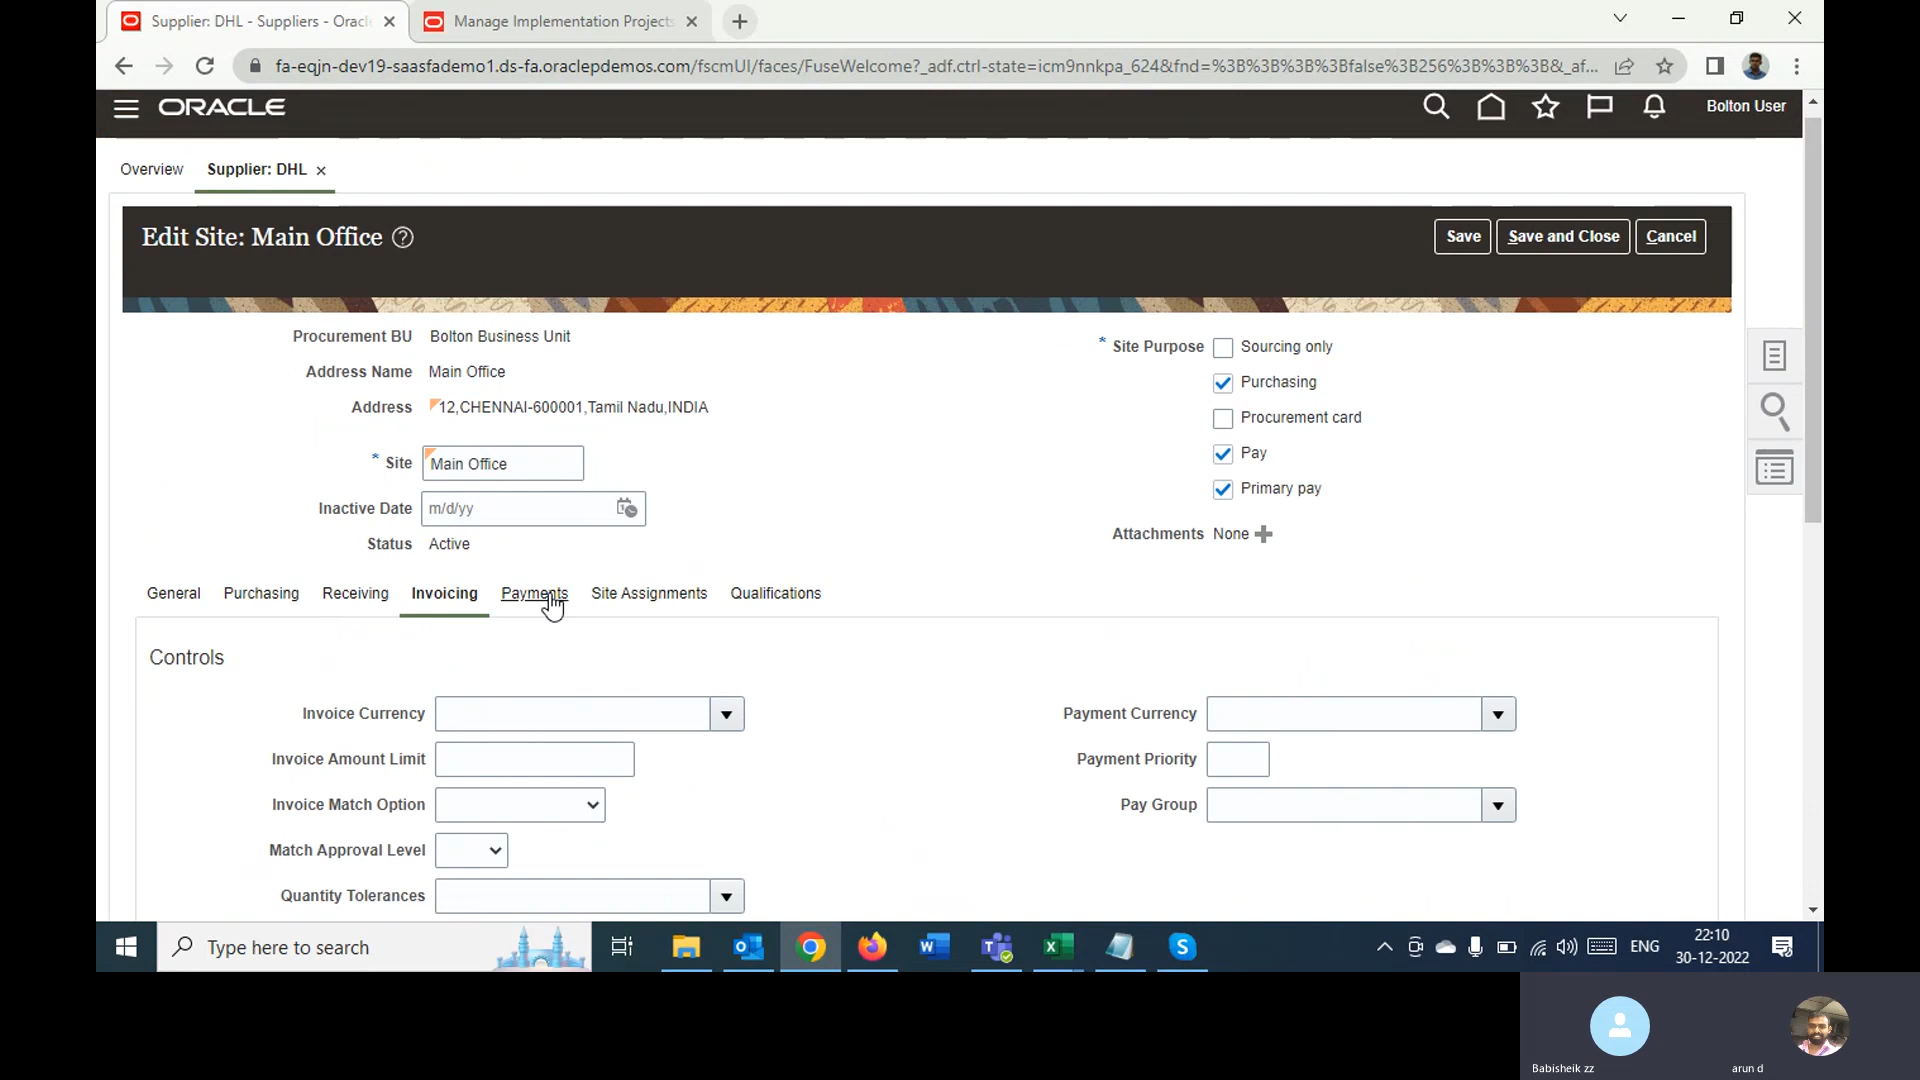 Supplier: DHL - Suppliers - Oracle
Manage Implementation Projects
fa-eqjn-dev19-saasfademo1.ds-fa.oraclepdemos.com/fscmUI/faces/FuseWelcome?_adf.ctrl-state=icm9nnkpa_624&fnd=%3B%3B%3B%3Bfalse%3B256%3B%3B%3B&_af...
ORACLE
Bolton User
Overview
Supplier: DHL
Edit Site: Main Office
Save
Save and Close
Cancel
Procurement BU Bolton Business Unit
Address Name Main Office
Address 12,CHENNAI-600001,Tamil Nadu,INDIA
* Site Main Office
Inactive Date m/d/yy
Status Active
* Site Purpose Sourcing only
Purchasing
Procurement card
Pay
Primary pay
Attachments None
General Purchasing Receiving Invoicing Payments Site Assignments Qualifications
Controls
Invoice Currency
Invoice Amount Limit
Invoice Match Option
Match Approval Level
Quantity Tolerances
Payment Currency
Payment Priority
Pay Group
Type here to search
ENG
22:10
30-12-2022
Babisheik zz
arun d